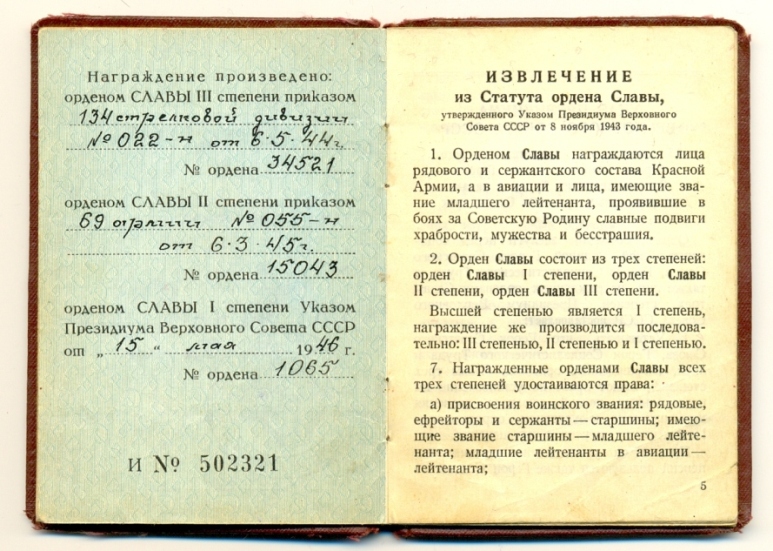 Награждение произведено:
орденом СЛАВЫ III степени приказом
134 стрелковой дивизии
№ 022-н от 6·5·44г.
№ ордена 34521
орденом СЛАВЫ II степени приказом
69 армии № 055-н
от 6·3·45г.
№ ордена 15043
орденом СЛАВЫ I степени Указом
Президиума Верховного Совета СССР
от „15“ мая 1946 г.
№ ордена 1065
И № 502321
ИЗВЛЕЧЕНИЕ
из Статута ордена Славы,
утвержденного Указом Президиума Верховного
Совета СССР от 8 ноября 1943 года.
1. Орденом Славы награждаются лица
рядового и сержантского состава Красной
Армии, а в авиации и лица, имеющие зва-
ние младшего лейтенанта, проявившие в
боях за Советскую Родину славные подвиги
храбрости, мужества и бесстрашия.
2. Орден Славы состоит из трех степеней:
орден Славы I степени, орден Славы
II степени, орден Славы III степени.
Высшей степенью является I степень,
награждение же производится последова-
тельно: III степенью, II степенью и I степенью.
7. Награжденные орденами Славы всех
трех степеней удостаиваются права:
а) присвоения воинского звания: рядовые,
ефрейторы и сержанты — старшины; имею-
щие звание старшины — младшего лейте-
нанта; младшие лейтенанты в авиации —
лейтенанта;
5